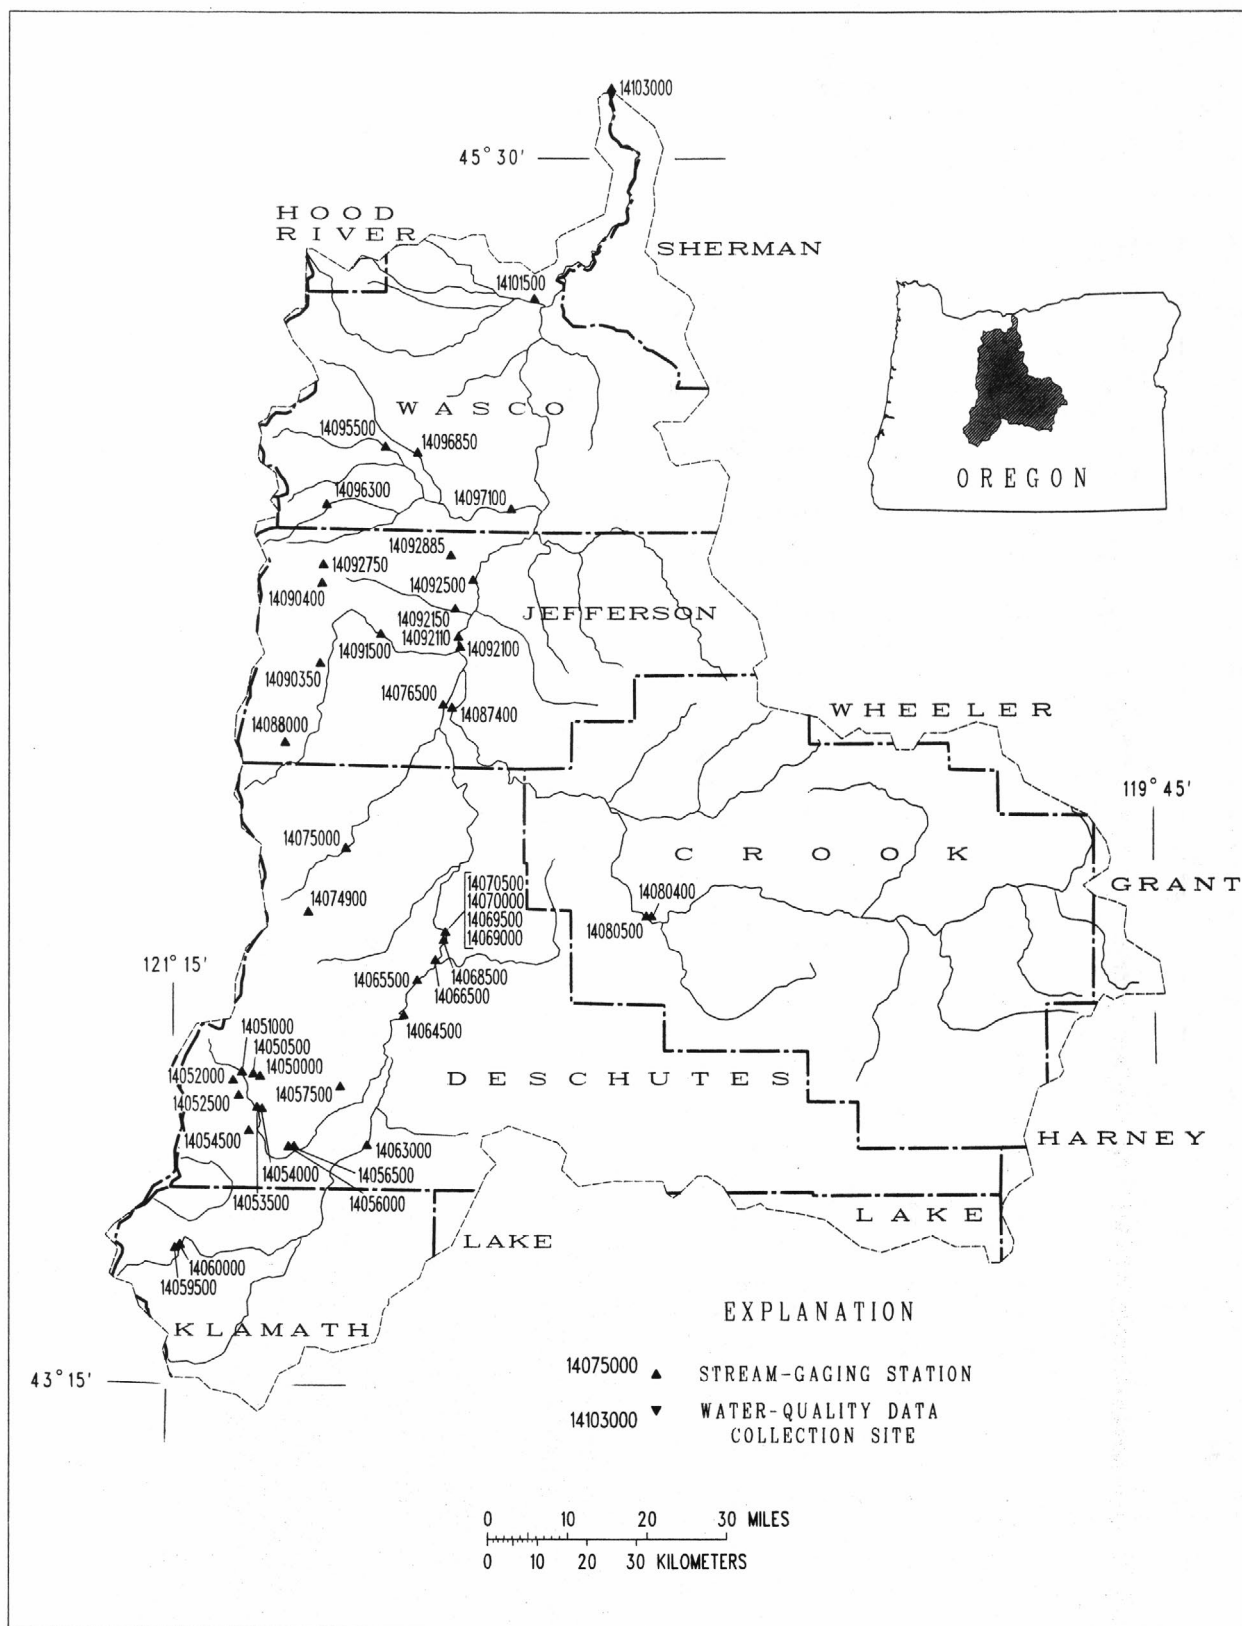 14103000
45° 30'
HOOD
RIVER
SHERMAN
14101500
WASCO
14095500
14096850
14096300
14097100
OREGON
14092885
14092750
14092500
14090400
14092150
JEFFERSON
14092110
14091500
14092100
14090350
14076500
14087400
WHEELER
14088000
119° 45'
14075000
CROOK
14070500
14070000
14069500
14069000
GRANT
14074900
14080400
14080500
121° 15'
14068500
14065500
14066500
14064500
14051000
14050500
14050000
14052000
14057500
DESCHUTES
14052500
14054500
14063000
HARNEY
14054000
14056500
14053500
14056000
LAKE
LAKE
14060000
14059500
KLAMATH
EXPLANATION
43° 15'
14075000 STREAM-GAGING STATION
14103000 WATER-QUALITY DATA
COLLECTION SITE
0 10 20 30 MILES
0 10 20 30 KILOMETERS